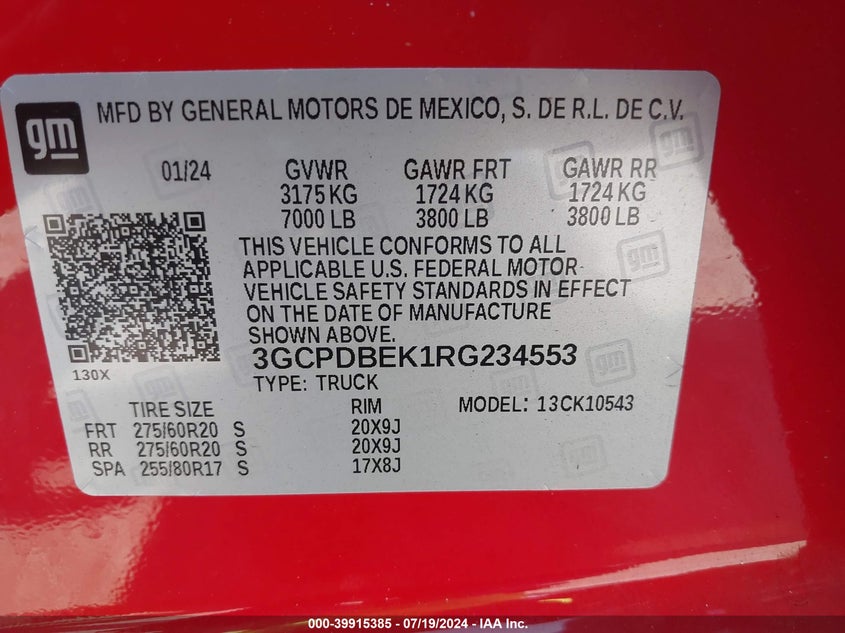 gm MFD BY GENERAL MOTORS DE MEXICO, S. DE R.L. DE C.V.
01/24 GVWR GAWR FRT GAWR RR
3175 KG 1724 KG 1724 KG
7000 LB 3800 LB 3800 LB
THIS VEHICLE CONFORMS TO ALL
APPLICABLE U.S. FEDERAL MOTOR
VEHICLE SAFETY STANDARDS IN EFFECT
ON THE DATE OF MANUFACTURE
SHOWN ABOVE.
3GCPDBEK1RG234553
130X
TYPE: TRUCK
TIRE SIZE RIM MODEL: 13CK10543
FRT 275/60R20 S 20X9J
RR 275/60R20 S 20X9J
SPA 255/80R17 S 17X8J
000-39915385 - 07/19/2024 - IAA Inc.